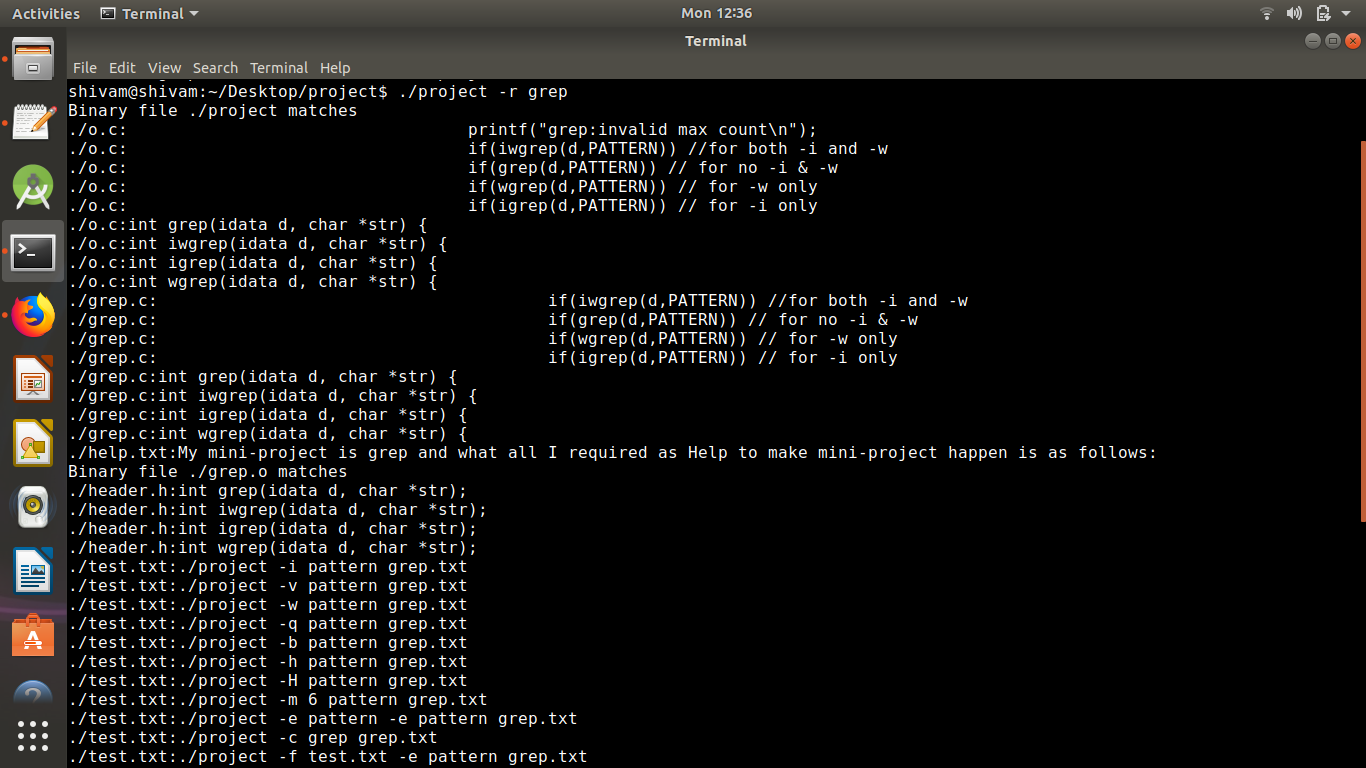 Activities Terminal Mon 12:36
Terminal
File Edit View Search Terminal Help
shivam@shivam:~/Desktop/project$ ./project -r grep
Binary file ./project matches
./o.c: printf("grep:invalid max count\n");
./o.c: if(iwgrep(d,PATTERN)) //for both -i and -w
./o.c: if(grep(d,PATTERN)) // for no -i & -w
./o.c: if(wgrep(d,PATTERN)) // for -w only
./o.c: if(igrep(d,PATTERN)) // for -i only
./o.c:int grep(idata d, char *str) {
./o.c:int iwgrep(idata d, char *str) {
./o.c:int igrep(idata d, char *str) {
./o.c:int wgrep(idata d, char *str) {
./grep.c: if(iwgrep(d,PATTERN)) //for both -i and -w
./grep.c: if(grep(d,PATTERN)) // for no -i & -w
./grep.c: if(wgrep(d,PATTERN)) // for -w only
./grep.c: if(igrep(d,PATTERN)) // for -i only
./grep.c:int grep(idata d, char *str) {
./grep.c:int iwgrep(idata d, char *str) {
./grep.c:int igrep(idata d, char *str) {
./grep.c:int wgrep(idata d, char *str) {
./help.txt:My mini-project is grep and what all I required as Help to make mini-project happen is as follows:
Binary file ./grep.o matches
./header.h:int grep(idata d, char *str);
./header.h:int iwgrep(idata d, char *str);
./header.h:int igrep(idata d, char *str);
./header.h:int wgrep(idata d, char *str);
./test.txt:./project -i pattern grep.txt
./test.txt:./project -v pattern grep.txt
./test.txt:./project -w pattern grep.txt
./test.txt:./project -q pattern grep.txt
./test.txt:./project -b pattern grep.txt
./test.txt:./project -h pattern grep.txt
./test.txt:./project -H pattern grep.txt
./test.txt:./project -m 6 pattern grep.txt
./test.txt:./project -e pattern -e pattern grep.txt
./test.txt:./project -c grep grep.txt
./test.txt:./project -f test.txt -e pattern grep.txt